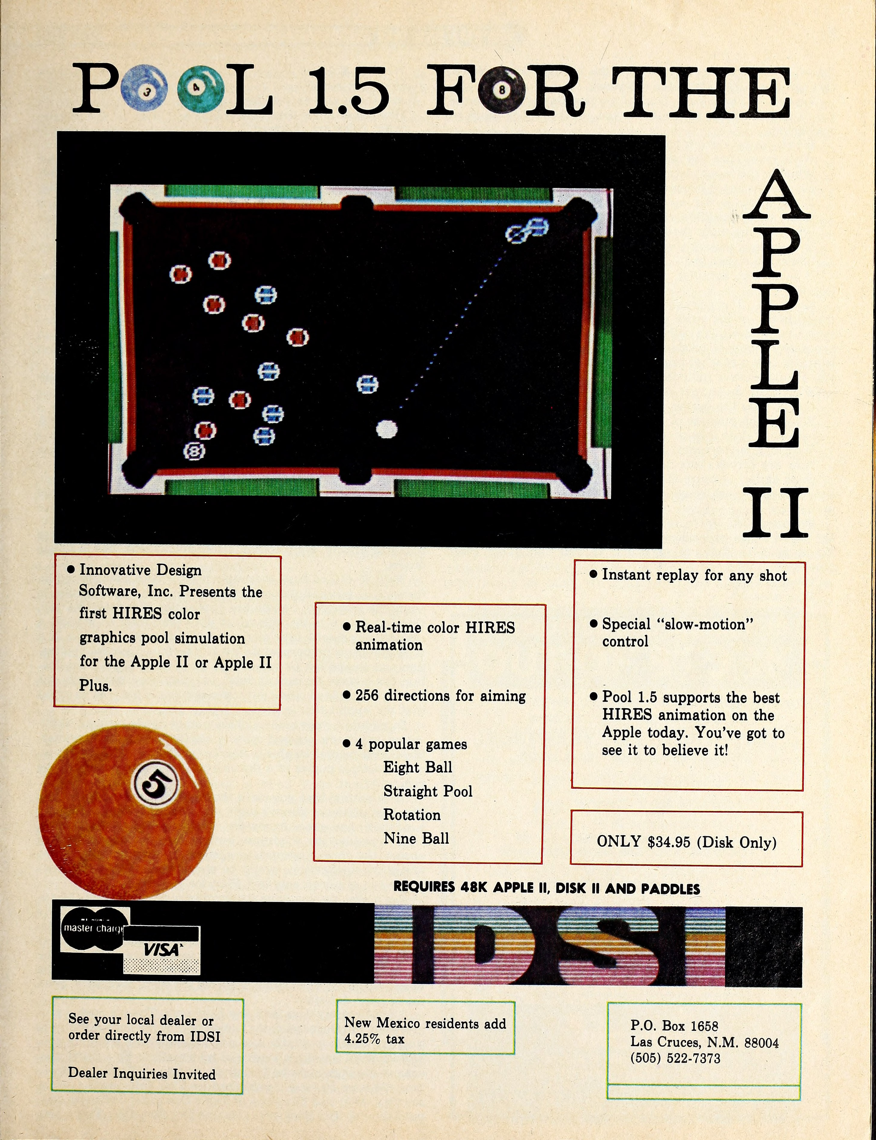 POOL 1.5 FOR THE
3
4
8
APPLE
II
8
• Innovative Design
Software, Inc. Presents the
first HIRES color
graphics pool simulation
for the Apple II or Apple II
Plus.
• Real-time color HIRES
animation
• 256 directions for aiming
• 4 popular games
Eight Ball
Straight Pool
Rotation
Nine Ball
• Instant replay for any shot
• Special “slow-motion”
control
• Pool 1.5 supports the best
HIRES animation on the
Apple today. You’ve got to
see it to believe it!
ONLY $34.95 (Disk Only)
5
REQUIRES 48K APPLE II, DISK II AND PADDLES
master charge
VISA
IDSI
See your local dealer or
order directly from IDSI
Dealer Inquiries Invited
New Mexico residents add
4.25% tax
P.O. Box 1658
Las Cruces, N.M. 88004
(505) 522-7373